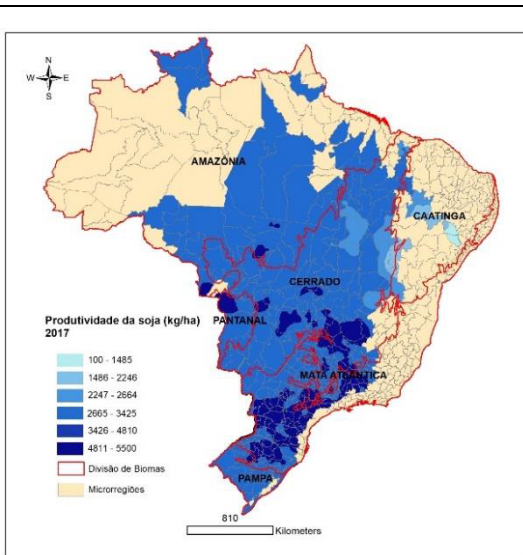 N
W E
S
AMAZÔNIA
CAATINGA
CERRADO
PANTANAL
MATA ATLÂNTICA
PAMPA
Produtividade da soja (kg/ha)
2017
100 - 1485
1486 - 2246
2247 - 2664
2665 - 3425
3426 - 4810
4811 - 5500
Divisão de Biomas
Microrregiões
810
Kilometers